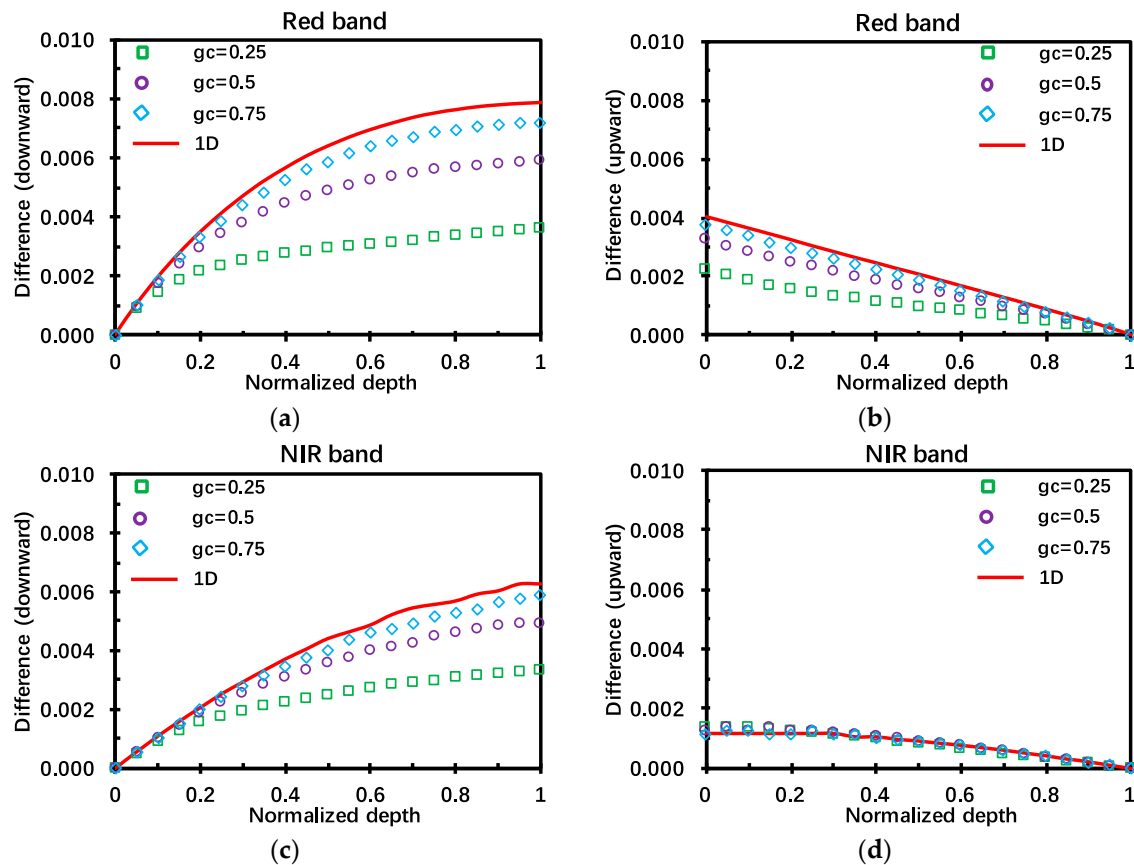 Red band
Difference (downward)
0.010
0.008
0.006
0.004
0.002
0.000
gc=0.25
gc=0.5
gc=0.75
1D
0 0.2 0.4 0.6 0.8 1
Normalized depth
(a)
Red band
Difference (upward)
0.010
0.008
0.006
0.004
0.002
0.000
gc=0.25
gc=0.5
gc=0.75
1D
0 0.2 0.4 0.6 0.8 1
Normalized depth
(b)
NIR band
Difference (downward)
0.010
0.008
0.006
0.004
0.002
0.000
gc=0.25
gc=0.5
gc=0.75
1D
0 0.2 0.4 0.6 0.8 1
Normalized depth
(c)
NIR band
Difference (upward)
0.010
0.008
0.006
0.004
0.002
0.000
gc=0.25
gc=0.5
gc=0.75
1D
0 0.2 0.4 0.6 0.8 1
Normalized depth
(d)